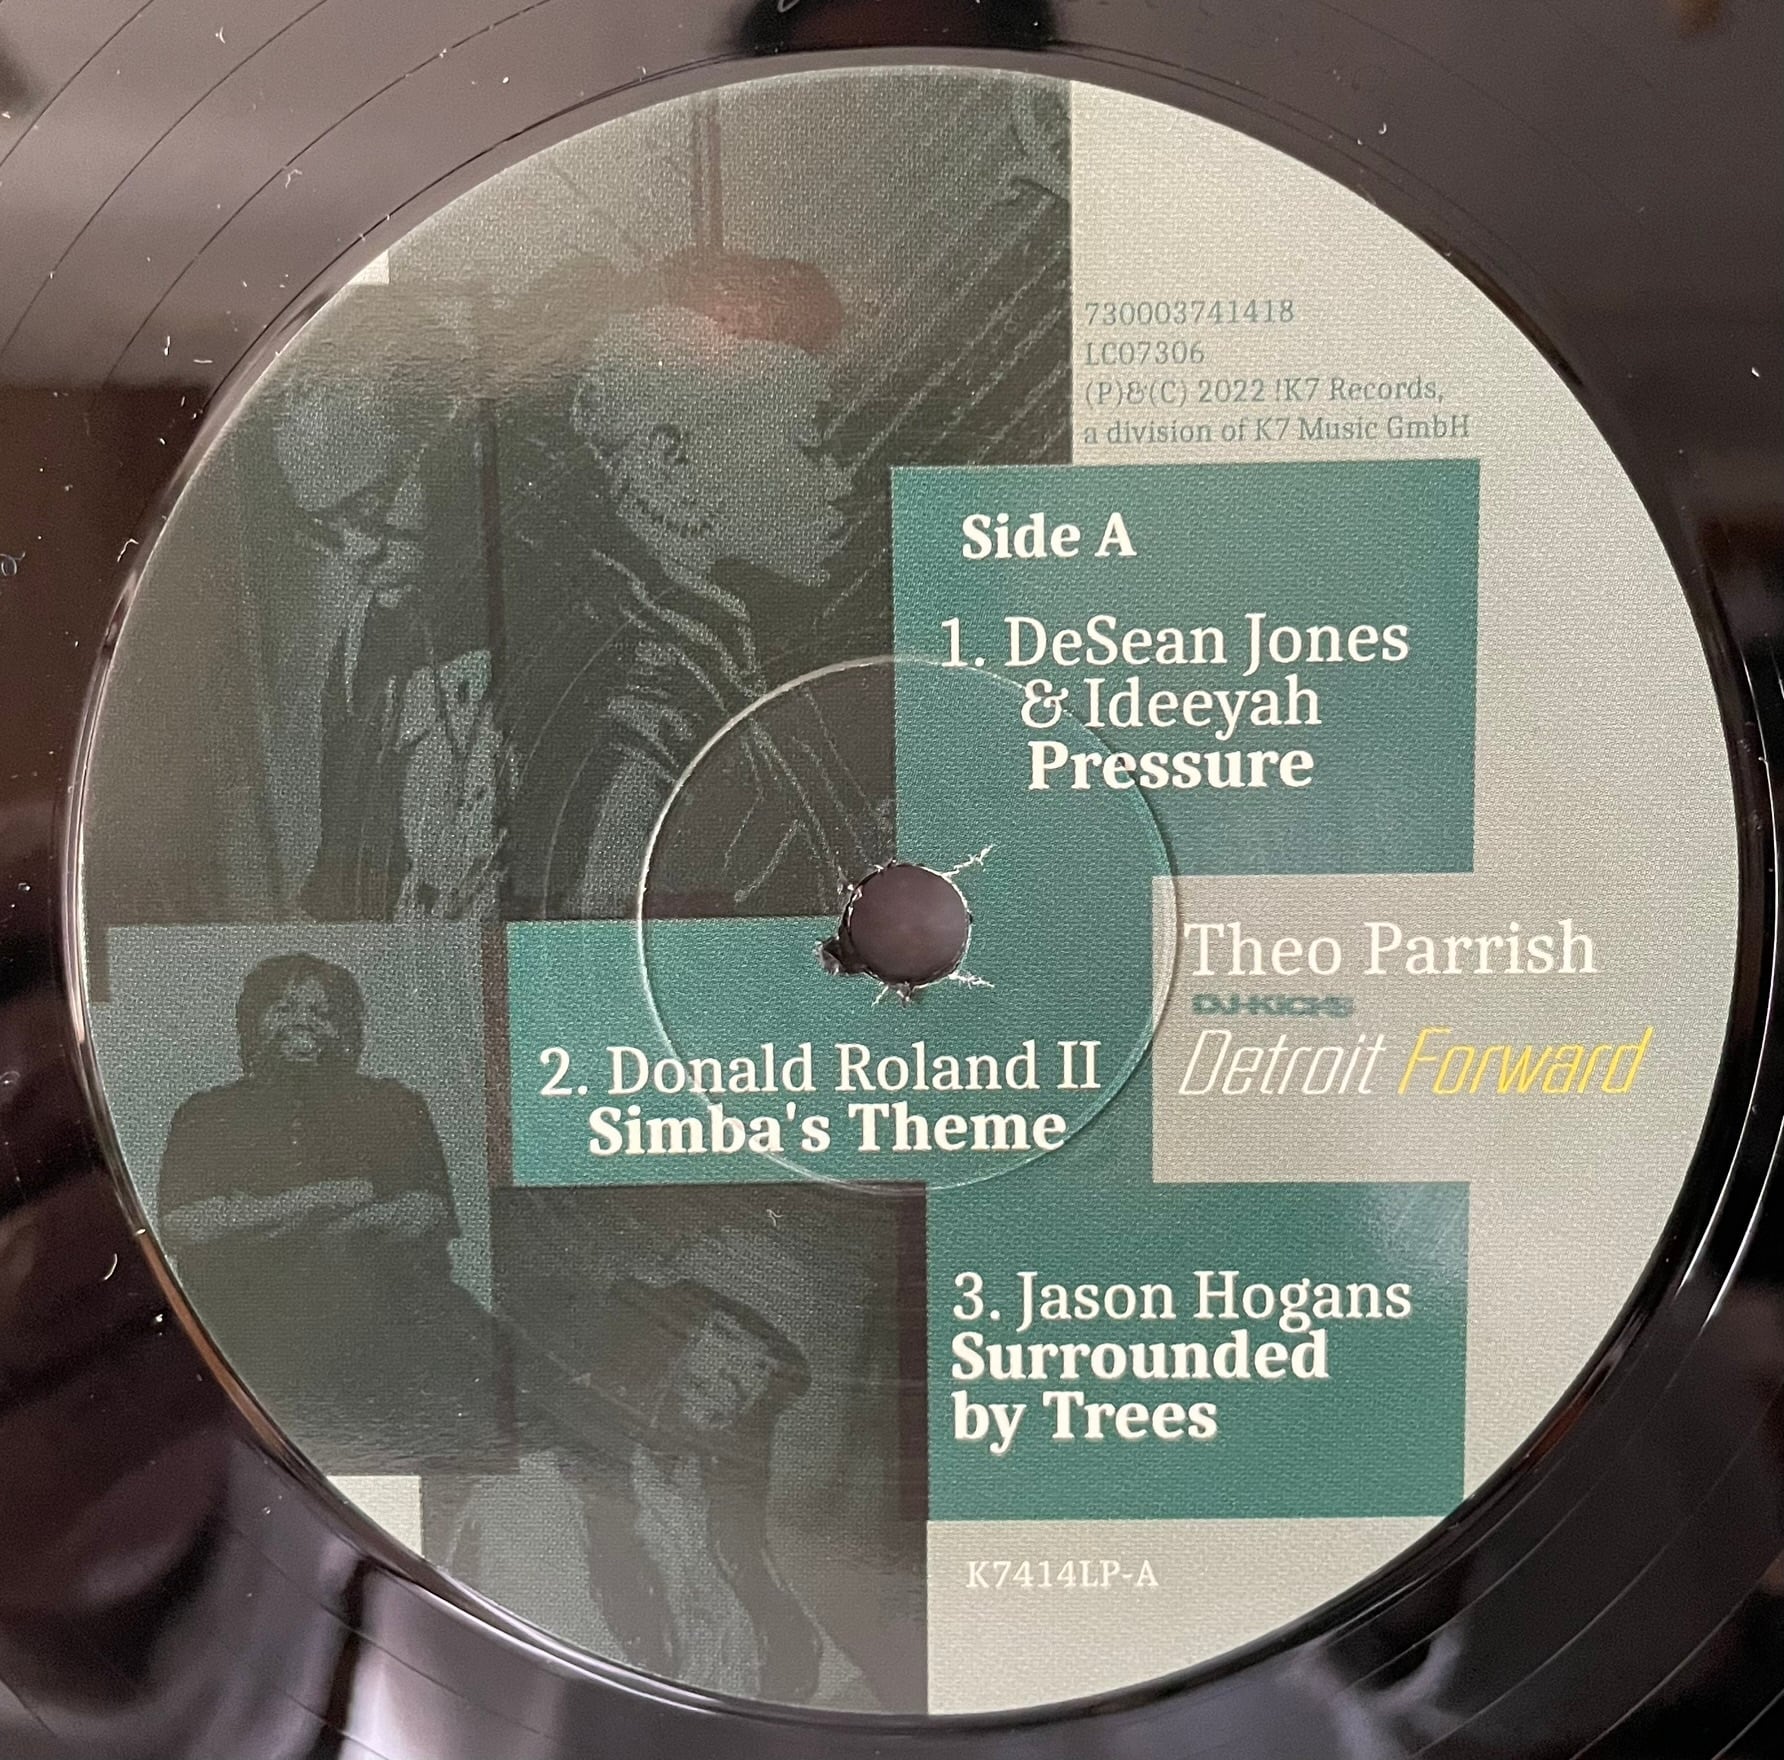 730003741418
LC07306
(P)&(C) 2022 !K7 Records,
a division of K7 Music GmbH
Side A
1. DeSean Jones
& Ideeyah
Pressure
Theo Parrish
DJ-KICKS
Detroit Forward
2. Donald Roland II
Simba's Theme
3. Jason Hogans
Surrounded
by Trees
K7414LP-A